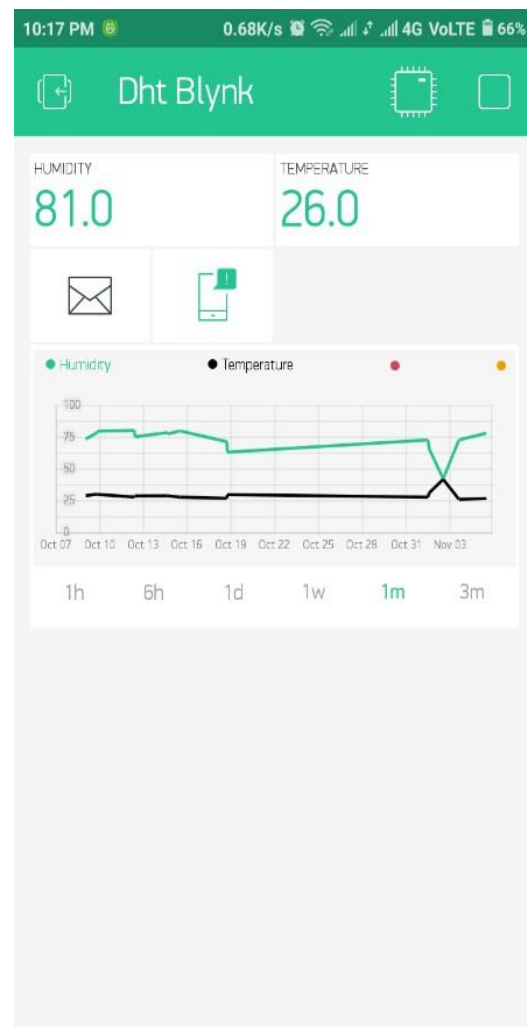 10:17 PM 0.68K/s 4G VoLTE 66%
Dht Blynk
HUMIDITY TEMPERATURE
81.0 26.0
Humidity Temperature
100
75
50
25
0
Oct 07 Oct 10 Oct 13 Oct 16 Oct 19 Oct 22 Oct 25 Oct 28 Oct 31 Nov 03
1h 6h 1d 1w 1m 3m